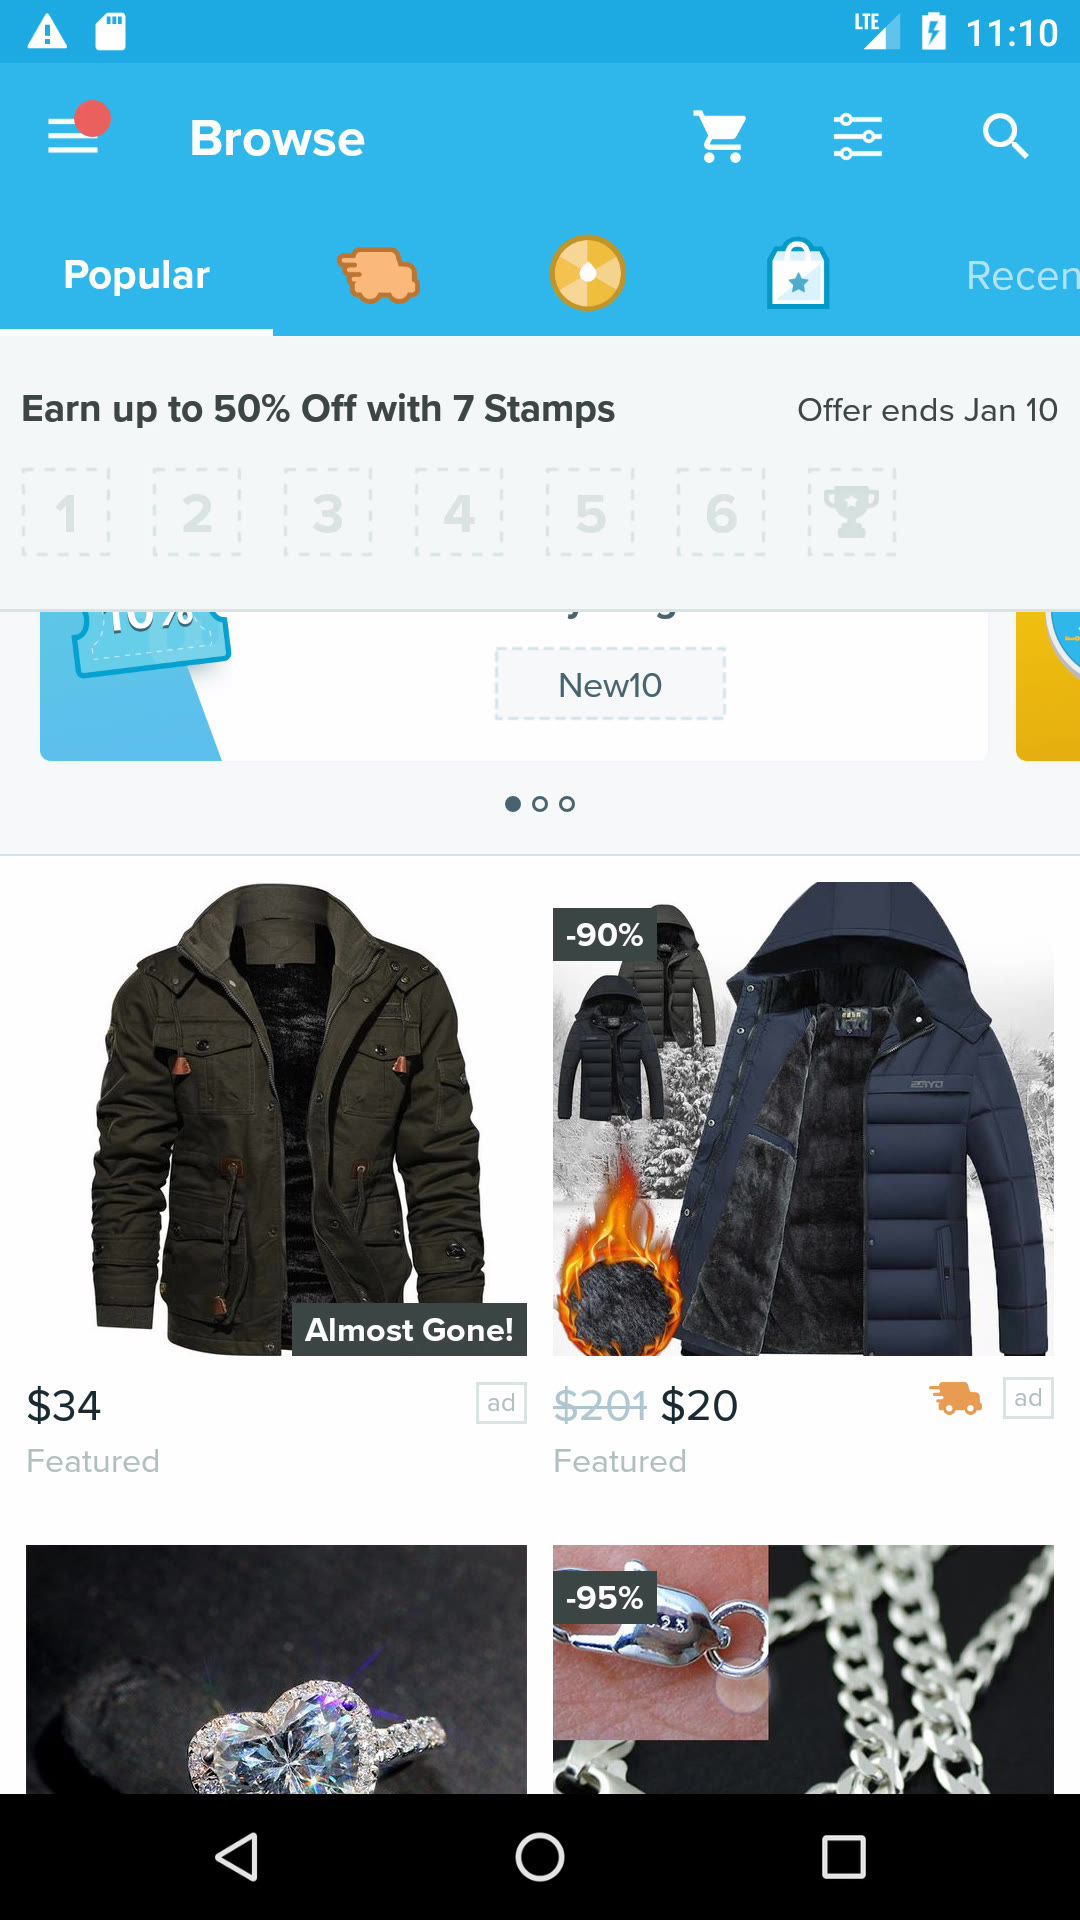 LTE 11:10
Browse
Popular Recen
Earn up to 50% Off with 7 Stamps Offer ends Jan 10
1 2 3 4 5 6
10%
New10
-90%
Almost Gone!
$34 ad $201 $20 ad
Featured Featured
-95%